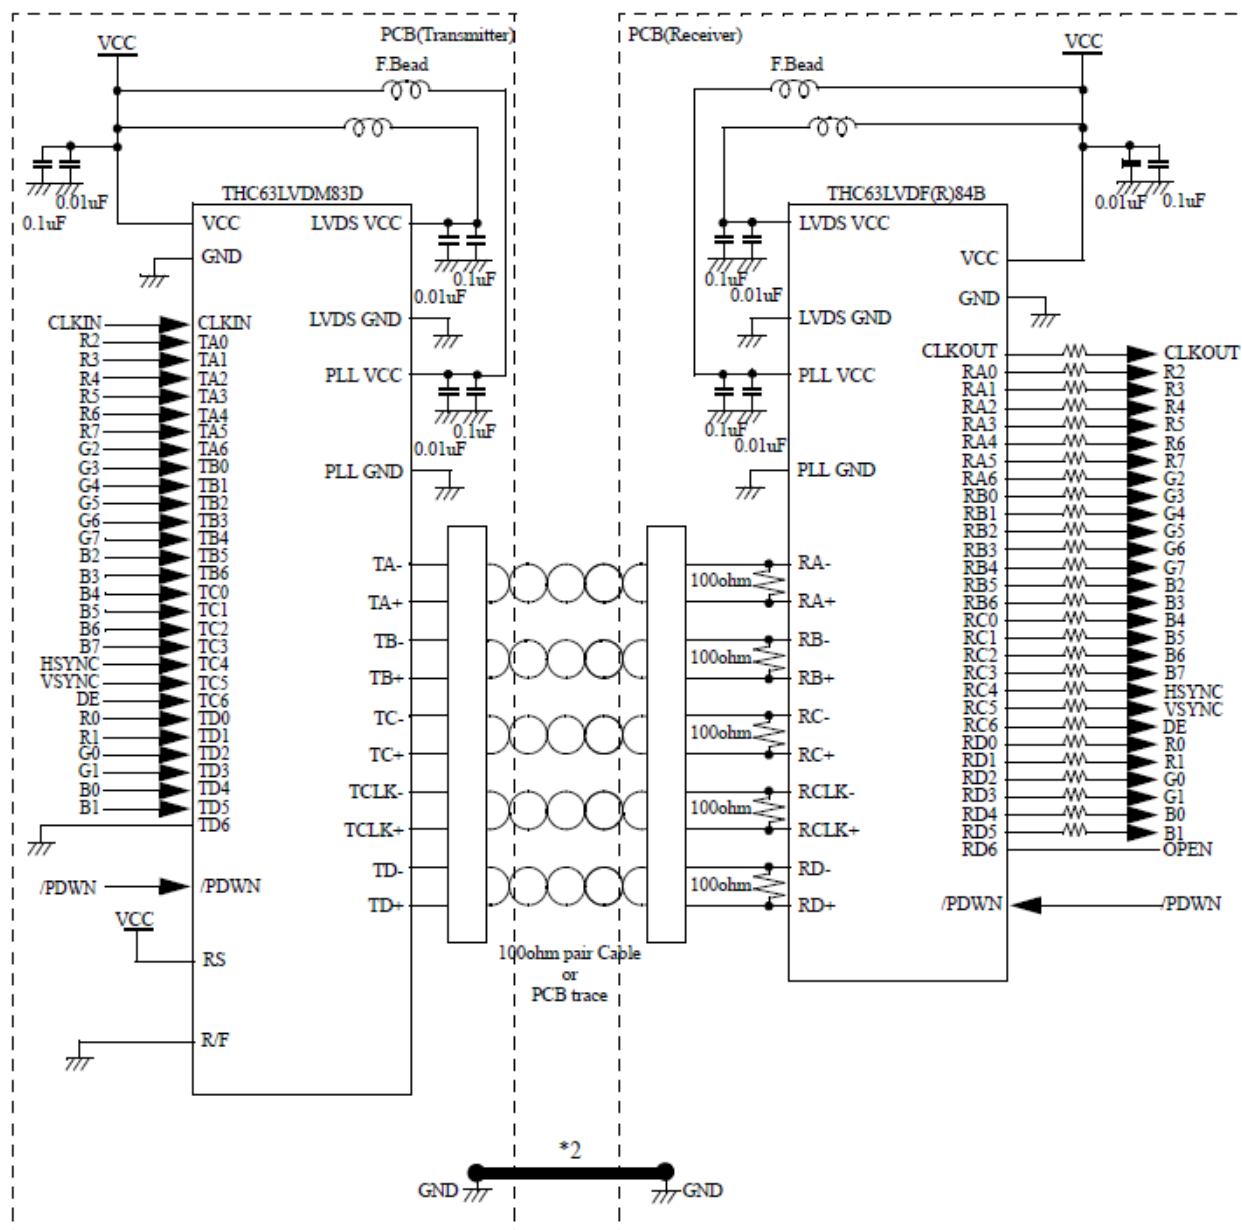 PCB(Transmitter)
PCB(Receiver)
VCC
VCC
F.Bead
F.Bead
0.01uF
0.1uF
0.01uF
0.1uF
THC63LVDM83D
THC63LVDF(R)84B
VCC
LVDS VCC
LVDS VCC
GND
VCC
0.1uF
0.01uF
0.1uF
0.01uF
GND
LVDS GND
LVDS GND
PLL VCC
PLL VCC
0.1uF
0.01uF
0.1uF
0.01uF
PLL GND
PLL GND
CLKIN CLKIN
R2 TA0
R3 TA1
R4 TA2
R5 TA3
R6 TA4
R7 TA5
G2 TA6
G3 TB0
G4 TB1
G5 TB2
G6 TB3
G7 TB4
B2 TB5
B3 TB6
B4 TC0
B5 TC1
B6 TC2
B7 TC3
HSYNC TC4
VSYNC TC5
DE TC6
R0 TD0
R1 TD1
G0 TD2
G1 TD3
B0 TD4
B1 TD5
TD6
/PDWN /PDWN
VCC
RS
R/F
TA-
TA+
TB-
TB+
TC-
TC+
TCLK-
TCLK+
TD-
TD+
100ohm
100ohm
100ohm
100ohm
100ohm
RA-
RA+
RB-
RB+
RC-
RC+
RCLK-
RCLK+
RD-
RD+
CLKOUT CLKOUT
RA0 R2
RA1 R3
RA2 R4
RA3 R5
RA4 R6
RA5 R7
RA6 G2
RB0 G3
RB1 G4
RB2 G5
RB3 G6
RB4 G7
RB5 B2
RB6 B3
RC0 B4
RC1 B5
RC2 B6
RC3 B7
RC4 HSYNC
RC5 VSYNC
RC6 DE
RD0 R0
RD1 R1
RD2 G0
RD3 G1
RD4 B0
RD5 B1
RD6 OPEN
/PDWN /PDWN
100ohm pair Cable
or
PCB trace
*2
GND
GND